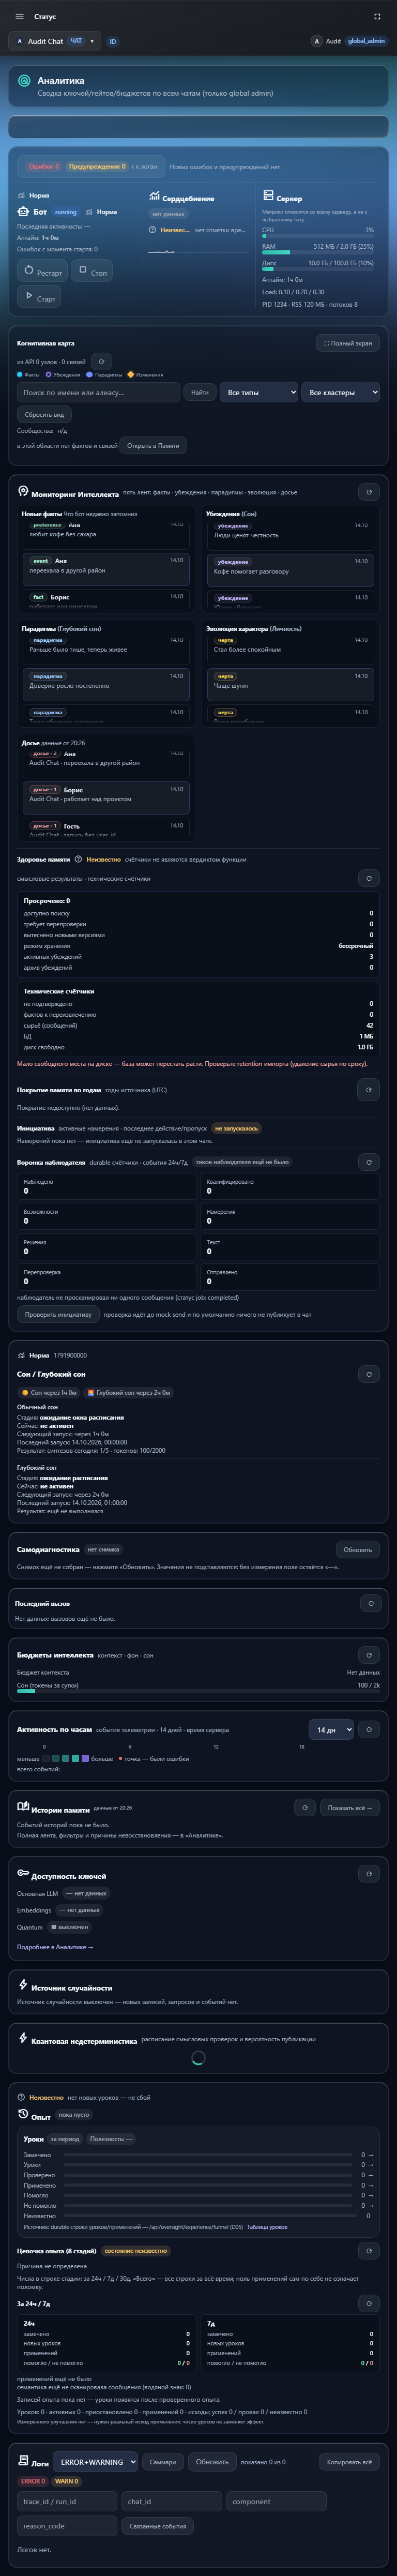 Статус
A Audit Chat ЧАТ ▾ ID
A Audit global_admin
Аналитика
Сводка ключей/гейтов/бюджетов по всем чатам (только global admin)
Ошибки: 0 Предупреждения: 0 ↓ к логам Новых ошибок и предупреждений нет
Норма
Бот running Норма
Последняя активность: —
Аптайм: 1ч 0м
Ошибок с момента старта: 0
Рестарт Стоп
Старт
Сердцебиение
нет данных
Неизвес... нет отметки вре...
Сервер
Метрики относятся ко всему серверу, а не к выбранному чату.
CPU 3%
RAM 512 МБ / 2.0 ГБ (25%)
Диск 10.0 ГБ / 100.0 ГБ (10%)
Аптайм: 1ч 0м
Load: 0.10 / 0.20 / 0.30
PID 1234 · RSS 120 МБ · потоков 8
Когнитивная карта
Полный экран
из API 0 узлов · 0 связей
Факты Убеждения Парадигмы Изменения
Поиск по имени или алиасу...
Найти Все типы Все кластеры
Сбросить вид
Сообщества: н/д
в этой области нет фактов и связей Открыть в Памяти
Мониторинг Интеллекта пять лент: факты · убеждения · парадигмы · эволюция · досье
Новые факты Что бот недавно запомнил
preference Аня 14.10
любит кофе без сахара
event Аня 14.10
переехала в другой район
fact Борис 14.10
работает над проектом
Убеждения (Сон)
убеждение 14.10
Люди ценят честность
убеждение 14.10
Кофе помогает разговору
убеждение 14.10
Парадигмы (Глубокий сон)
парадигма 14.10
Раньше было тише, теперь живее
парадигма 14.10
Доверие росло постепенно
парадигма 14.10
Эволюция характера (Личность)
черта 14.10
Стал более спокойным
черта 14.10
Чаще шутит
черта 14.10
Досье данные от 20:26
досье · 2 Аня 14.10
Audit Chat · переехала в другой район
досье · 1 Борис 14.10
Audit Chat · работает над проектом
досье · 1 Гость 14.10
Audit Chat · запись без user_id
Здоровье памяти Неизвестно счётчики не являются вердиктом функции
смысловые результаты · технические счётчики
Просрочено: 0
доступно поиску 0
требует перепроверки 0
вытеснено новыми версиями 0
режим хранения бессрочный
активных убеждений 3
архив убеждений 0
Технические счётчики
не подтверждено 0
фактов к переизвлечению 0
сырьё (сообщений) 42
БД 1 МБ
диск свободно 1.0 ГБ
Мало свободного места на диске — база может перестать расти. Проверьте retention импорта (удаление сырья по сроку).
Покрытие памяти по годам годы источника (UTC)
Покрытие недоступно (нет данных).
Инициатива активные намерения · последнее действие/пропуск не запускалось
Намерений пока нет — инициатива ещё не запускалась в этом чате.
Воронка наблюдателя durable счётчики · события 24ч/7д тиков наблюдателя ещё не было
Наблюдено
0
Квалифицировано
0
Возможности
0
Намерения
0
Решения
0
Текст
0
Перепроверка
0
Отправлено
0
наблюдатель не просканировал ни одного сообщения (статус job: completed)
Проверить инициативу проверка идёт до mock send и по умолчанию ничего не публикует в чат
Норма 1791900000
Сон / Глубокий сон
Сон через 1ч 0м Глубокий сон через 2ч 0м
Обычный сон
Стадия: ожидание окна расписания
Сейчас: не активен
Следующий запуск: через 1ч 0м
Последний запуск: 14.10.2026, 00:00:00
Результат: синтезов сегодня: 1/5 · токенов: 100/2000
Глубокий сон
Стадия: ожидание расписания
Сейчас: не активен
Следующий запуск: через 2ч 0м
Последний запуск: 14.10.2026, 01:00:00
Результат: ещё не выполнялся
Самодиагностика нет снимка Обновить
Снимок ещё не собран — нажмите «Обновить». Значения не подставляются: без измерения поле остаётся «—».
Последний вызов
Нет данных: вызовов ещё не было.
Бюджеты интеллекта контекст · фон · сон
Бюджет контекста Нет данных
Сон (токены за сутки) 100 / 2k
Активность по часам события телеметрии · 14 дней · время сервера 14 дн
0 6 12 18
меньше больше точка — были ошибки
всего событий:
Истории памяти данные от 20:26 Показать всё →
Событий историй пока не было.
Полная лента, фильтры и причины невосстановления — в «Аналитике».
Доступность ключей
Основная LLM — нет данных
Embeddings — нет данных
Quantum выключен
Подробнее в Аналитике →
Источник случайности
Источник случайности выключен — новых записей, запросов и событий нет.
Квантовая недетерминистика расписание смысловых проверок и вероятность публикации
Неизвестно нет новых уроков — не сбой
Опыт пока пусто
Уроки за период Полезность: —
Замечено 0 →
Уроки 0 →
Проверено 0 →
Применено 0 →
Помогло 0 →
Не помогло 0 →
Неизвестно 0
Источник: durable строки уроков/применений — /api/oversight/experience/funnel (D05) Таблица уроков
Цепочка опыта (8 стадий) состояние неизвестно
Причина не определена
Числа в строке стадии: за 24ч / 7д / 30д. «Всего» — все строки за всё время; ноль применений сам по себе не означает поломку.
За 24ч / 7д
24ч
замечено 0
новых уроков 0
применений 0
помогло / не помогло 0 / 0
7д
замечено 0
новых уроков 0
применений 0
помогло / не помогло 0 / 0
применений ещё не было
семантика ещё не сканировала сообщения (водяной знак: 0)
Записей опыта пока нет — уроки появятся после проверенного опыта.
Уроков: 0 · активных 0 · приостановлено 0 · применений 0 · исходы: успех 0 / провал 0 / неизвестно 0
Измеренного улучшения нет — нужен реальный исход применения; число уроков не заменяет эффект.
Логи ERROR+WARNING Саммари Обновить показано 0 из 0 Копировать всё
ERROR 0 WARN 0
trace_id / run_id chat_id component
reason_code Связанные события
Логов нет.